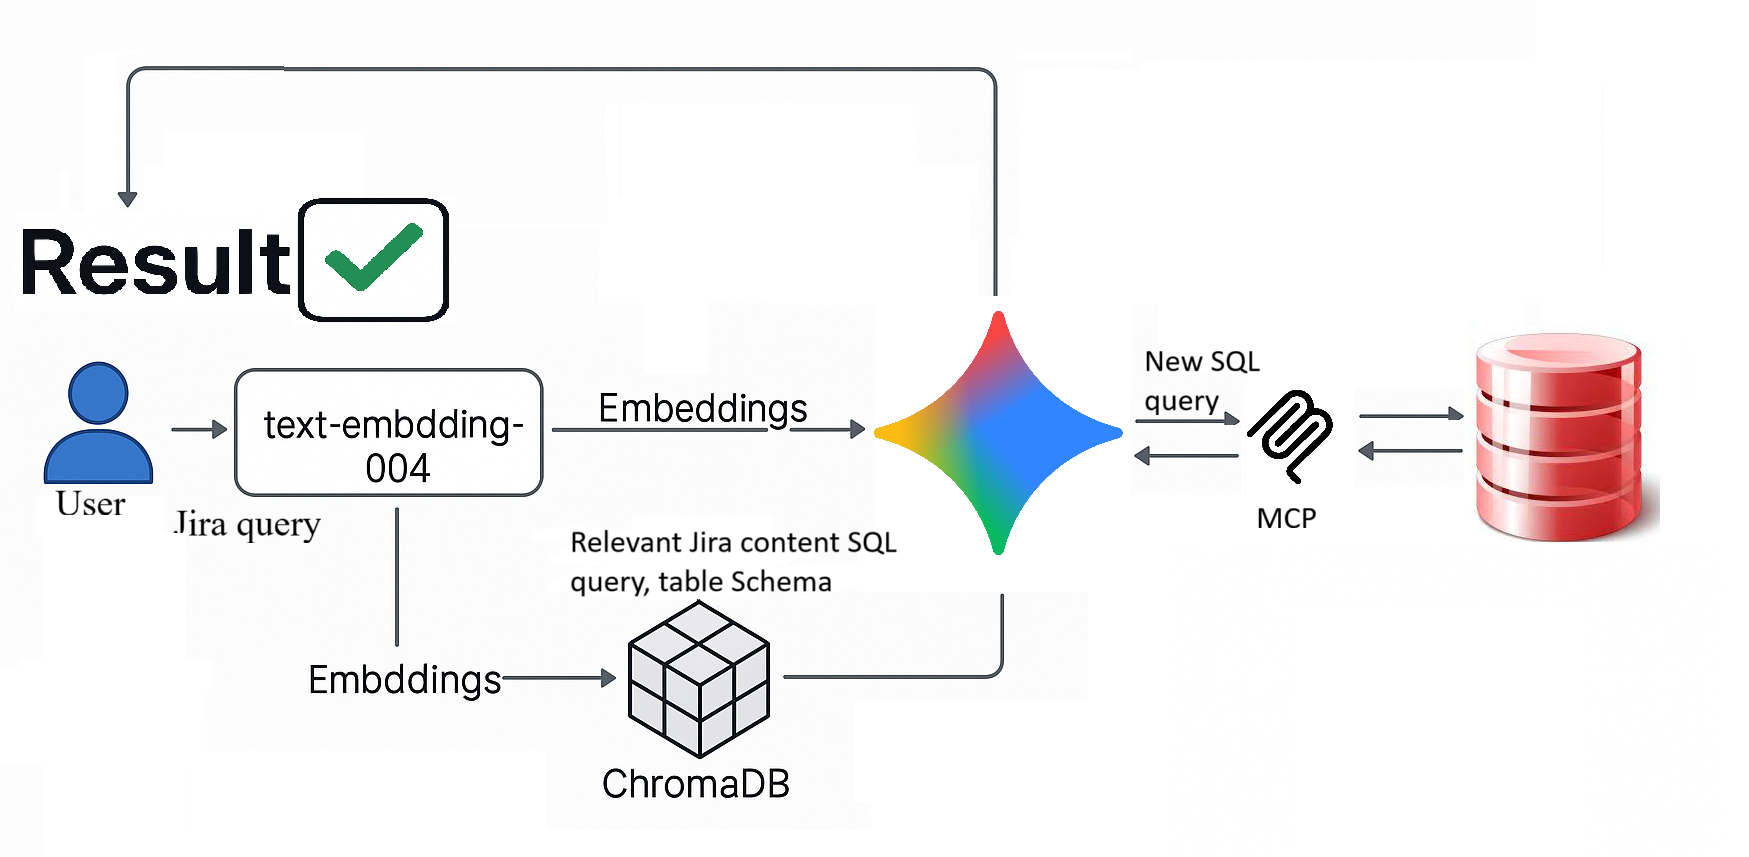 Result
User
Jira query
text-embdding-
004
Embeddings
New SQL
query
MCP
Relevant Jira content SQL
query, table Schema
Embddings
ChromaDB